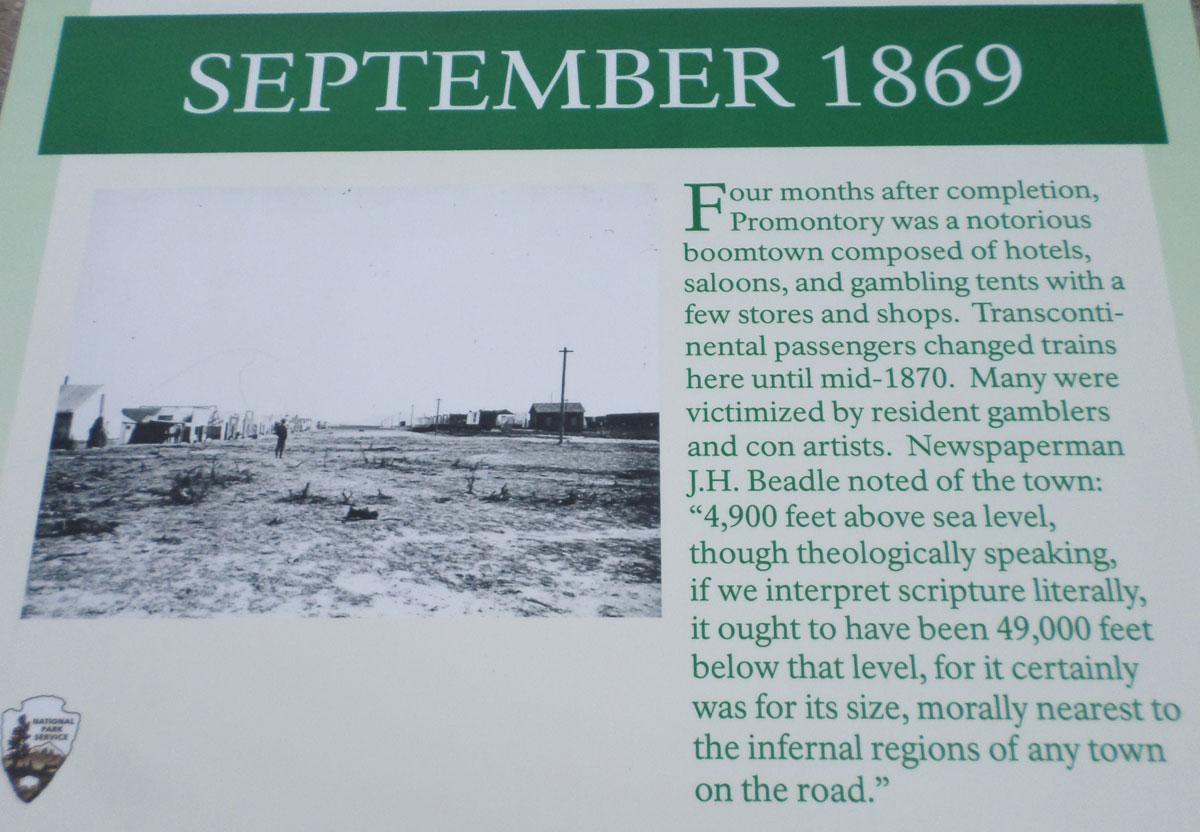 SEPTEMBER 1869
Four months after completion,
Promontory was a notorious
boomtown composed of hotels,
saloons, and gambling tents with a
few stores and shops. Transconti-
nental passengers changed trains
here until mid-1870. Many were
victimized by resident gamblers
and con artists. Newspaperman
J.H. Beadle noted of the town:
“4,900 feet above sea level,
though theologically speaking,
if we interpret scripture literally,
it ought to have been 49,000 feet
below that level, for it certainly
was for its size, morally nearest to
the infernal regions of any town
on the road.”
NATIONAL
PARK
SERVICE